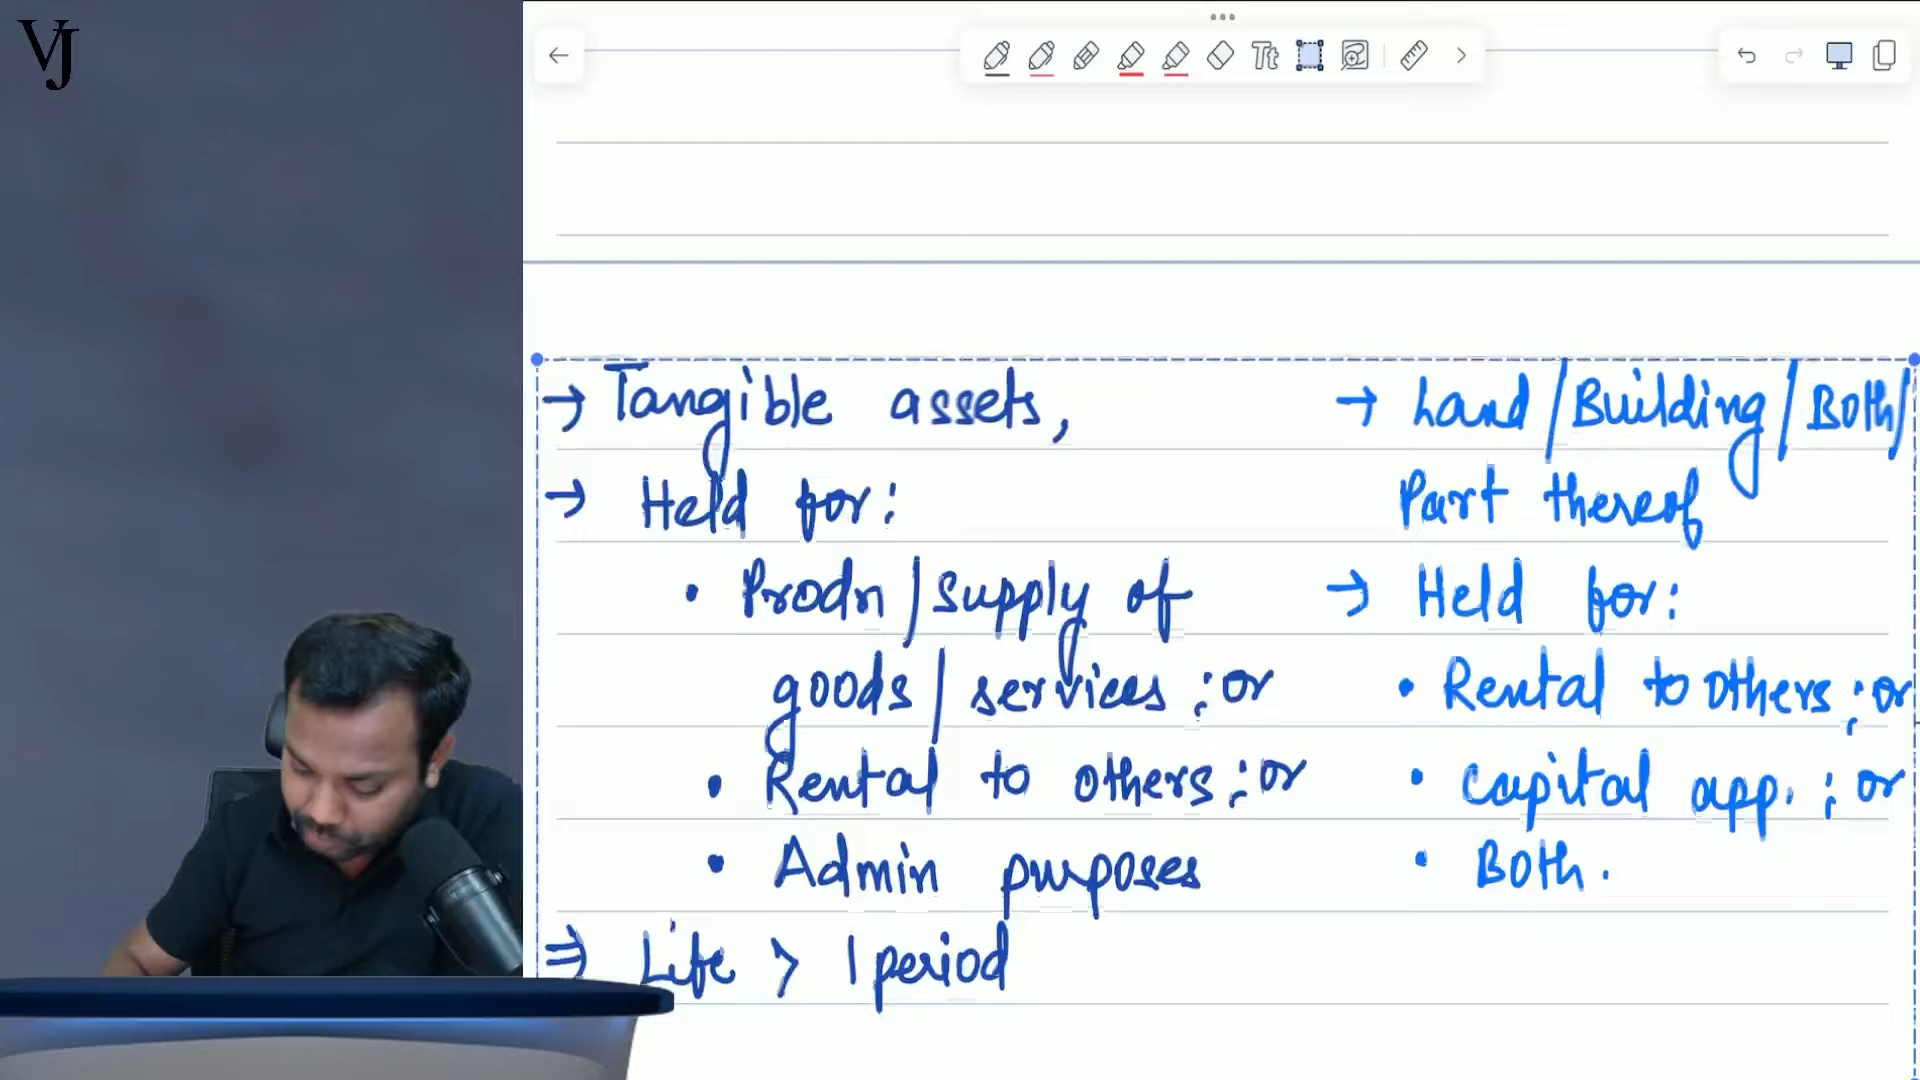 VJ
Tt
→ Tangible assets,
→ Held for:
• Prodn/supply of
goods/services ; or
• Rental to others ; or
• Admin purposes
⇒ Life > 1 period
→ Land/Building/Both/
Part thereof
→ Held for:
• Rental to others ; or
• Capital app. ; or
• Both.